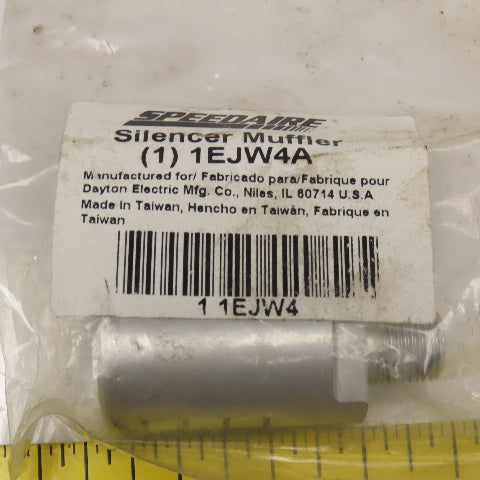 SPEEDAIRE
Silencer Muffler
(1) 1EJW4A
Manufactured for/ Fabricado para/Fabrique pour
Dayton Electric Mfg. Co., Niles, IL 60714 U.S.A
Made in Taiwan, Hencho en Taiwán, Fabrique en
Taiwan
1 1EJW4